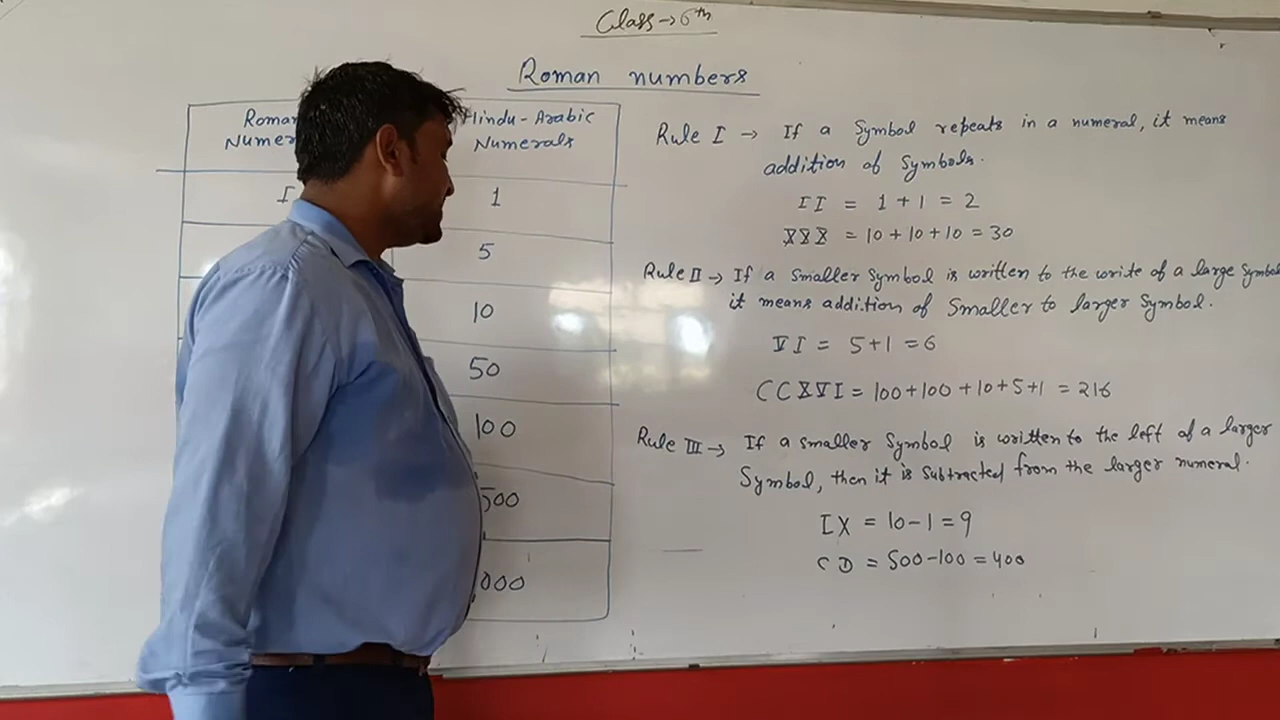 Class → 6th
Roman numbers
Hindu-Arabic
Numerals
I
1
5
10
50
100
500
000
Rule I → If a Symbol repeats in a numeral, it means
addition of Symbols.
II = 1 + 1 = 2
XXX = 10 + 10 + 10 = 30
Rule II → If a smaller Symbol is written to the write of a large Symbol
it means addition of Smaller to larger Symbol.
VI = 5+1 = 6
CCXVI = 100+100+10+5+1 = 216
Rule III → If a smaller Symbol is written to the left of a larger
Symbol, then it is Subtracted from the larger numeral.
IX = 10-1 = 9
CD = 500-100 = 400